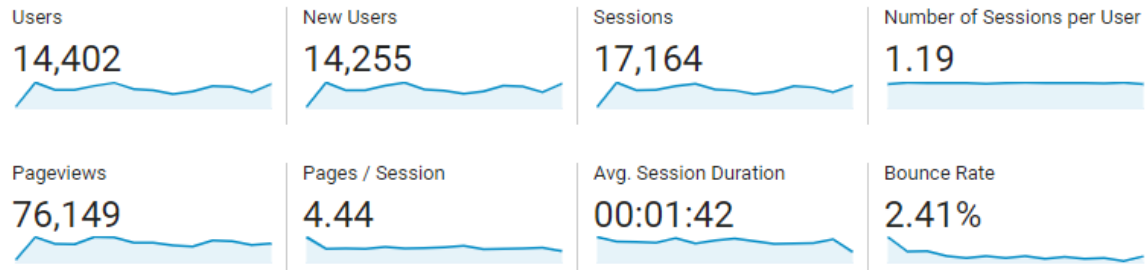 Users
14,402
New Users
14,255
Sessions
17,164
Number of Sessions per User
1.19
Pageviews
76,149
Pages / Session
4.44
Avg. Session Duration
00:01:42
Bounce Rate
2.41%